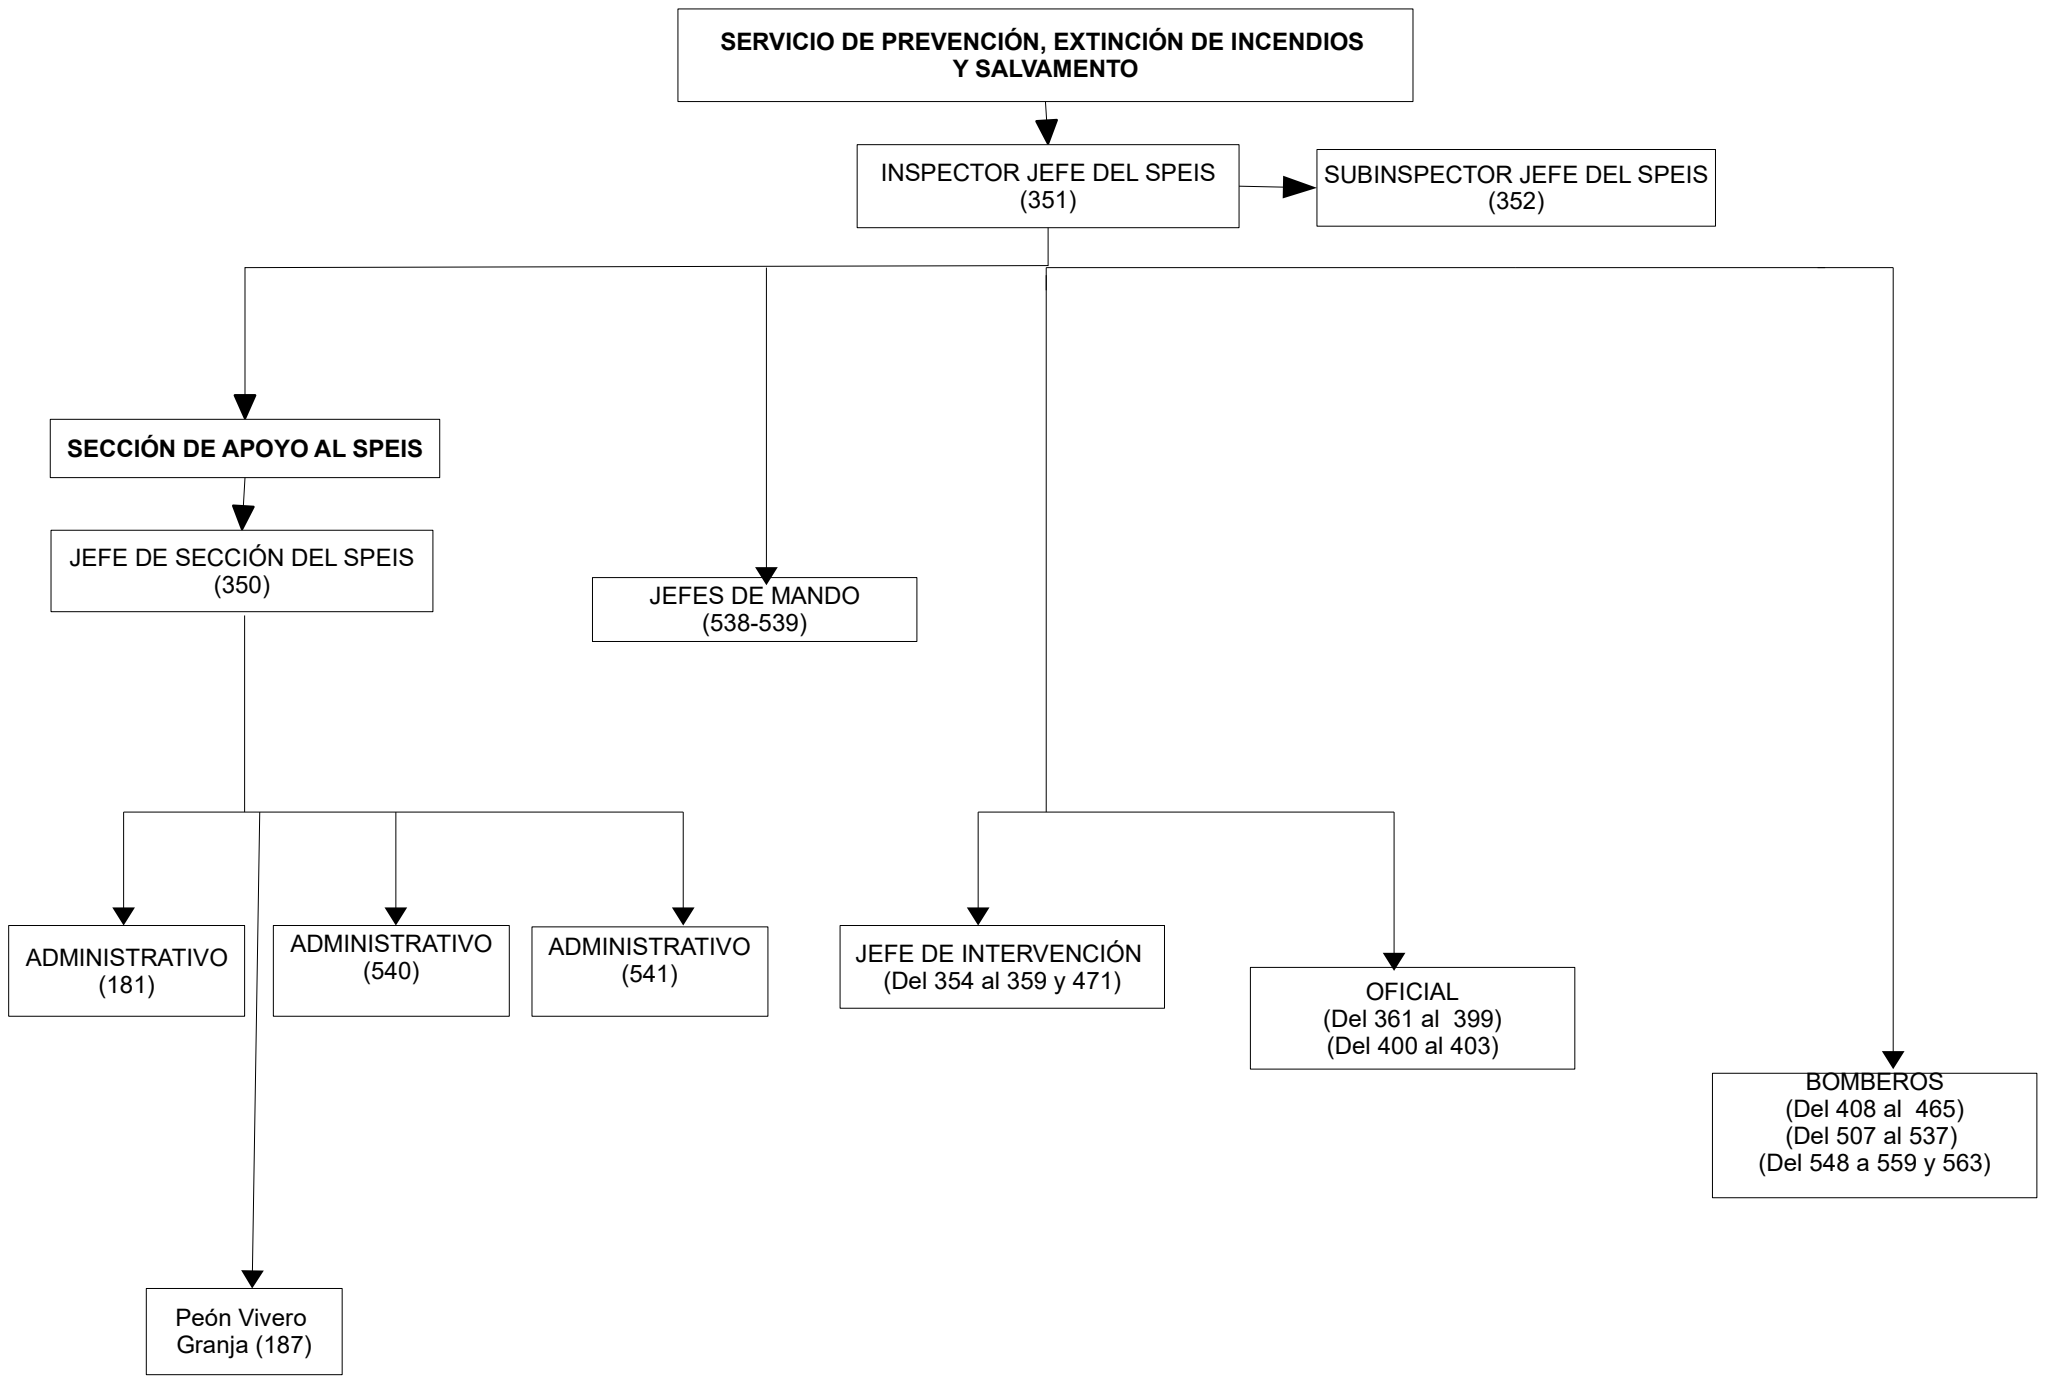 SERVICIO DE PREVENCIÓN, EXTINCIÓN DE INCENDIOS
Y SALVAMENTO
INSPECTOR JEFE DEL SPEIS
(351)
SUBINSPECTOR JEFE DEL SPEIS
(352)
SECCIÓN DE APOYO AL SPEIS
JEFE DE SECCIÓN DEL SPEIS
(350)
JEFES DE MANDO
(538-539)
ADMINISTRATIVO
(181)
ADMINISTRATIVO
(540)
ADMINISTRATIVO
(541)
JEFE DE INTERVENCIÓN
(Del 354 al 359 y 471)
OFICIAL
(Del 361 al  399)
(Del 400 al 403)
BOMBEROS
(Del 408 al  465)
(Del 507 al 537)
(Del 548 a 559 y 563)
Peón Vivero
Granja (187)